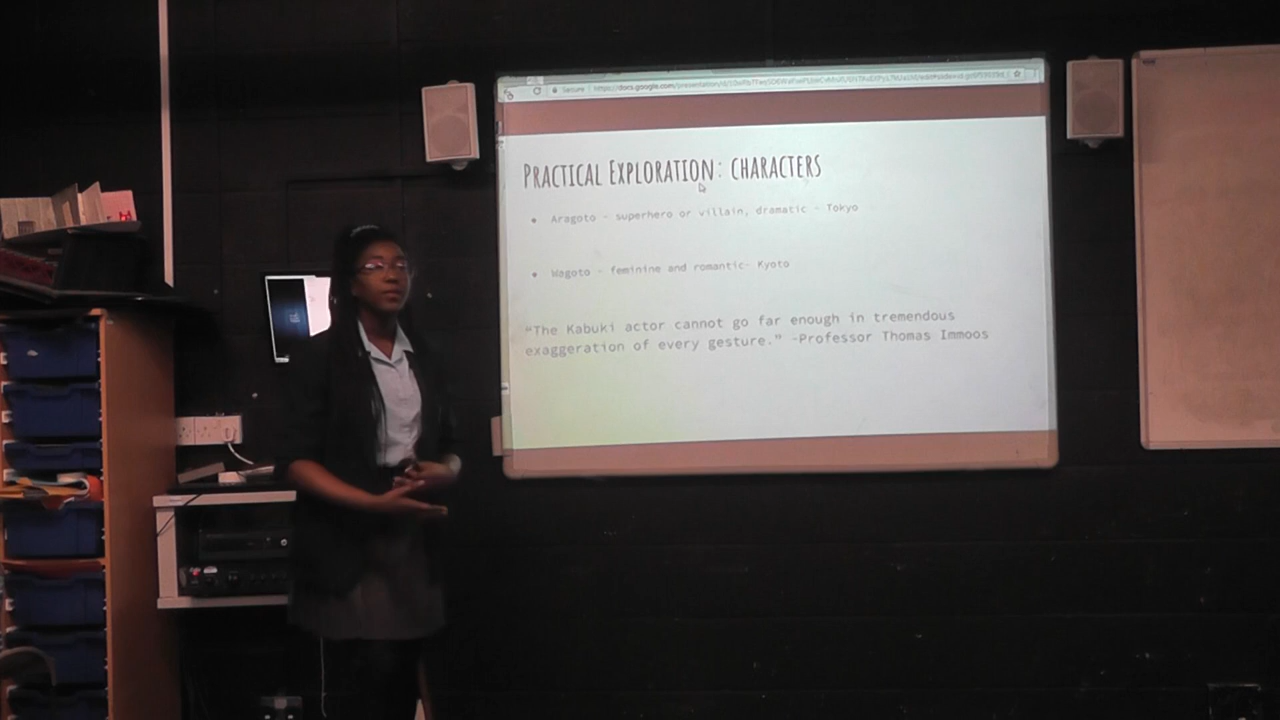 Secure
PRACTICAL EXPLORATION: CHARACTERS
● Aragoto - superhero or villain, dramatic - Tokyo
● Wagoto - feminine and romantic- Kyoto
“The Kabuki actor cannot go far enough in tremendous
exaggeration of every gesture.” -Professor Thomas Immoos